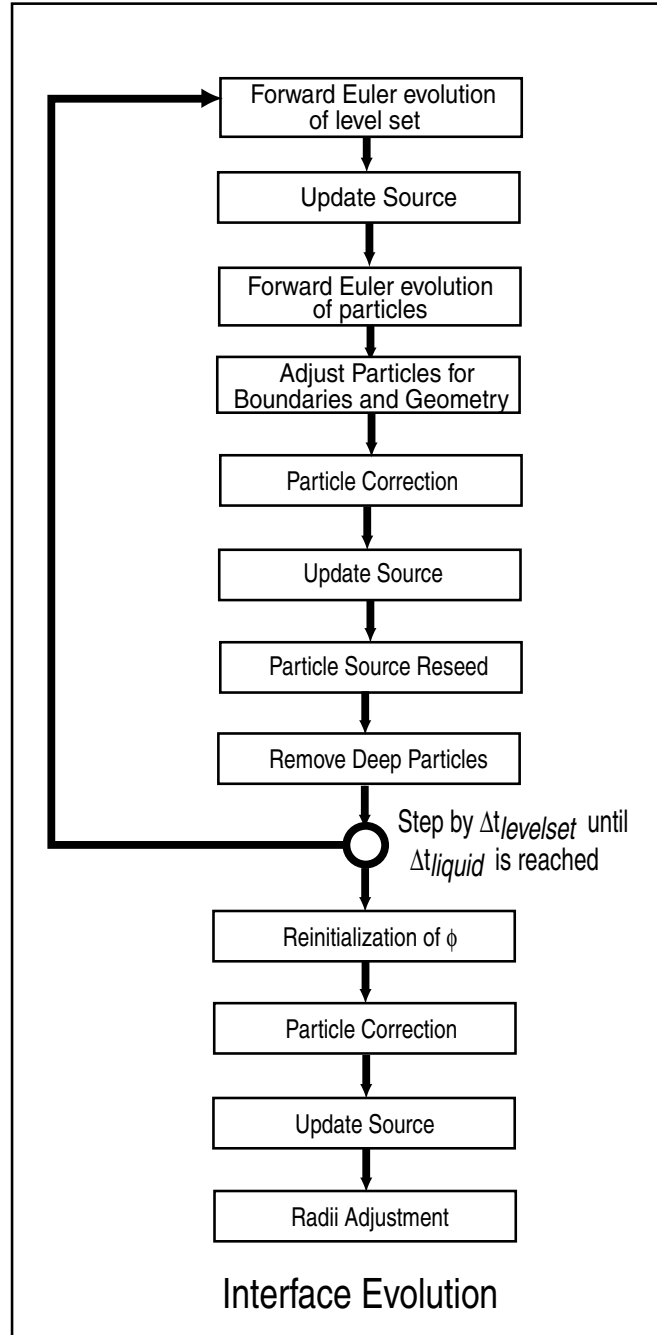 Forward Euler evolution
of level set
Update Source
Forward Euler evolution
of particles
Adjust Particles for
Boundaries and Geometry
Particle Correction
Update Source
Particle Source Reseed
Remove Deep Particles
Step by Δtlevelset until
Δtliquid is reached
Reinitialization of ϕ
Particle Correction
Update Source
Radii Adjustment
Interface Evolution